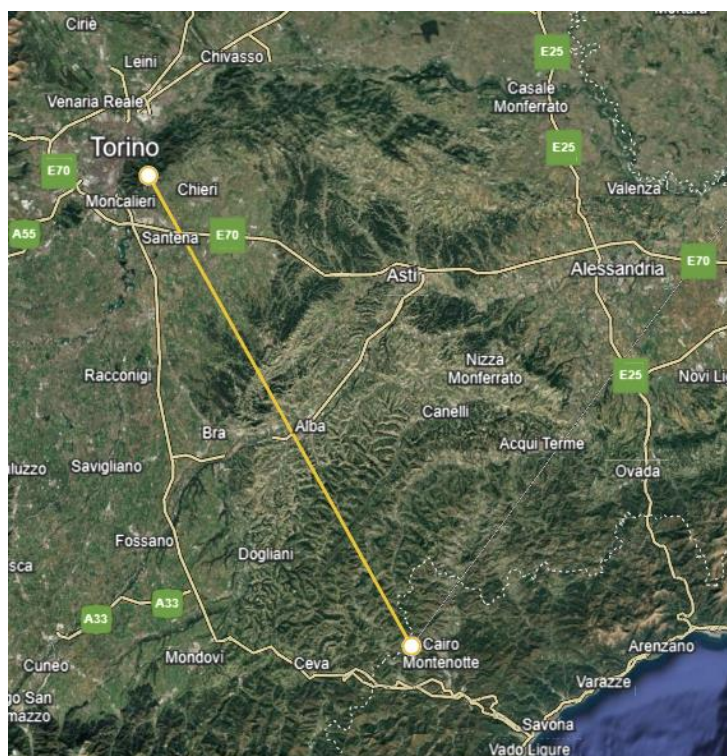 Ciriè
Leini
Chivasso
E25
Casale
Monferrato
Venaria Reale
Torino
E25
E70
Chieri
Valenza
Moncalieri
A55
Santena
E70
Asti
Alessandria
E70
Nizza
Monferrato
Racconigi
E25
Canelli
Bra
Alba
Acqui Terme
Savigliano
Ovada
Fossano
Dogliani
A33
A33
Cairo
Montenotte
Arenzano
Cuneo
Mondovì
Ceva
Varazze
Savona
Vado Ligure